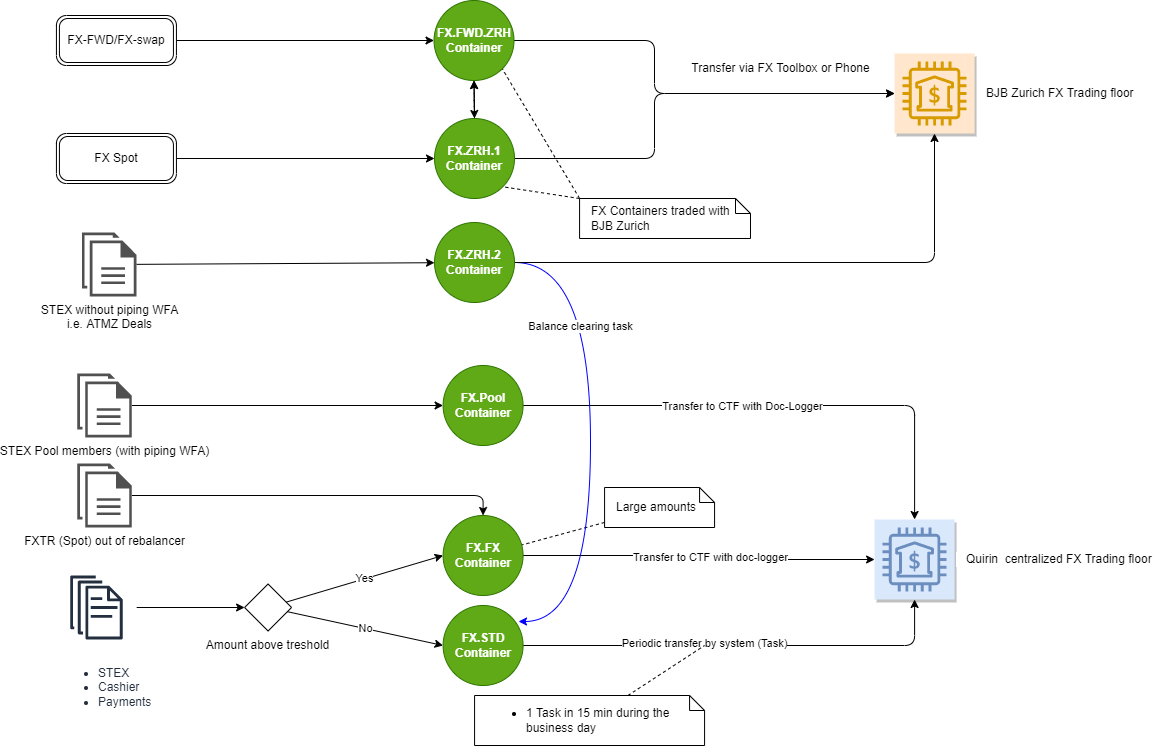 FX-FWD/FX-swap
FX.FWD.ZRH
Container
Transfer via FX Toolbox or Phone
$
BJB Zurich FX Trading floor
FX Spot
FX.ZRH.1
Container
FX Containers traded with
BJB Zurich
FX.ZRH.2
Container
STEX without piping WFA
i.e. ATMZ Deals
Balance clearing task
FX.Pool
Container
Transfer to CTF with Doc-Logger
STEX Pool members (with piping WFA)
Large amounts
FXTR (Spot) out of rebalancer
FX.FX
Container
Transfer to CTF with doc-logger
$
Quirin  centralized FX Trading floor
Yes
No
Amount above treshold
FX.STD
Container
Periodic transfer by system (Task)
• STEX
• Cashier
• Payments
• 1 Task in 15 min during the
business day